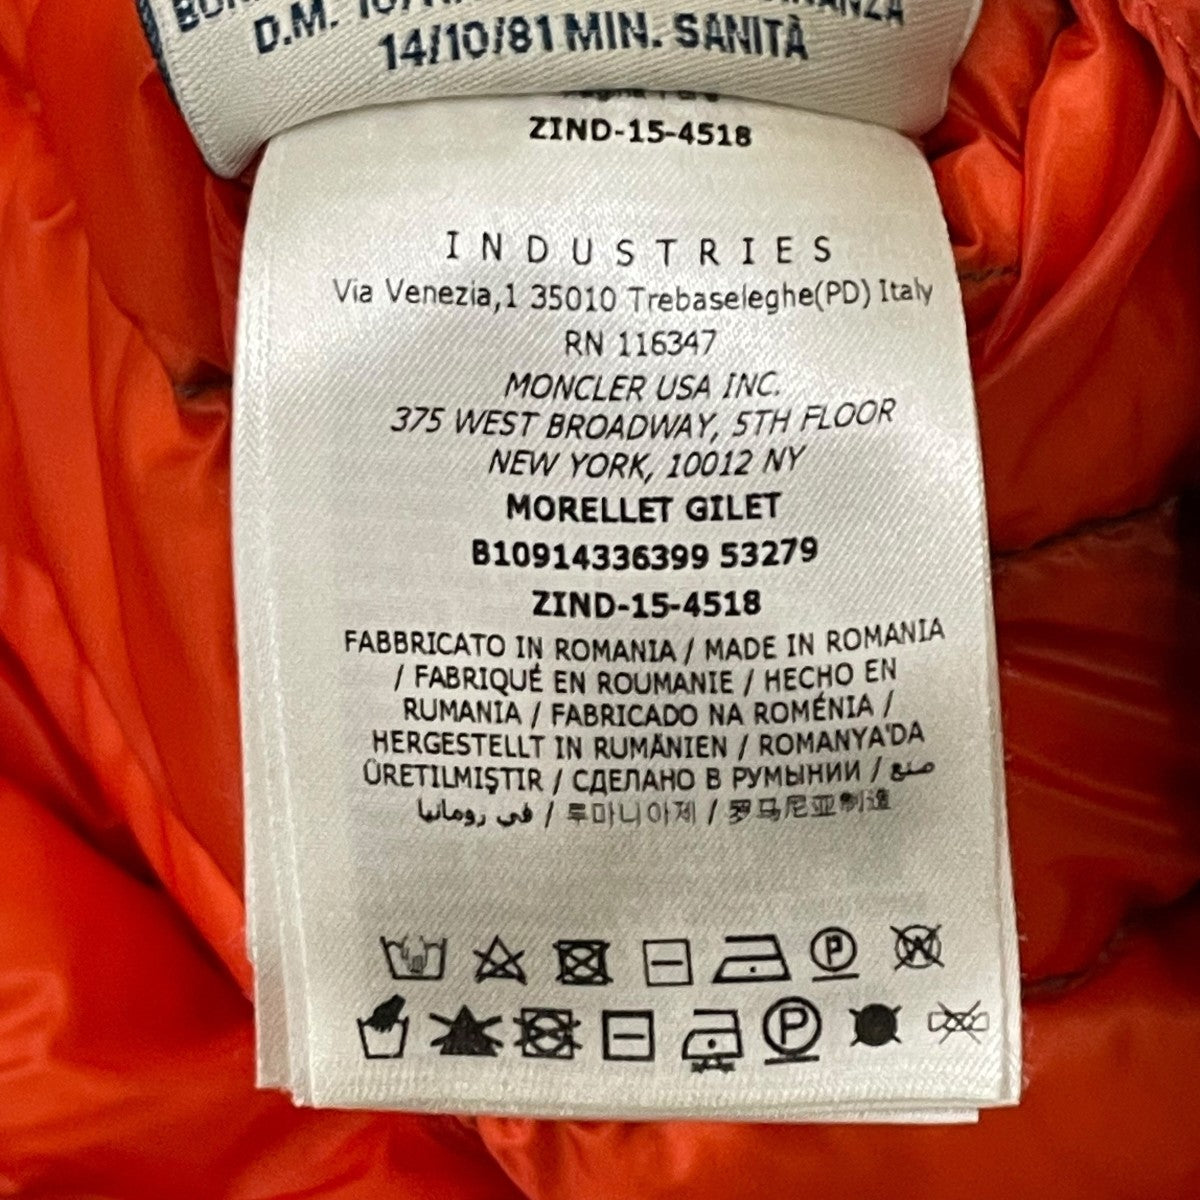 D.M.
14/10/81 MIN. SANITÀ
ZIND-15-4518
INDUSTRIES
Via Venezia,1 35010 Trebaseleghe(PD) Italy
RN 116347
MONCLER USA INC.
375 WEST BROADWAY, 5TH FLOOR
NEW YORK, 10012 NY
MORELLET GILET
B10914336399 53279
ZIND-15-4518
FABBRICATO IN ROMANIA / MADE IN ROMANIA
/ FABRIQUÉ EN ROUMANIE / HECHO EN
RUMANIA / FABRICADO NA ROMÉNIA /
HERGESTELLT IN RUMÄNIEN / ROMANYA'DA
ÜRETILMIŞTIR / СДЕЛАНО В РУМЫНИИ / صنع
في رومانيا / 루마니아제 / 罗马尼亚制造
P W
P